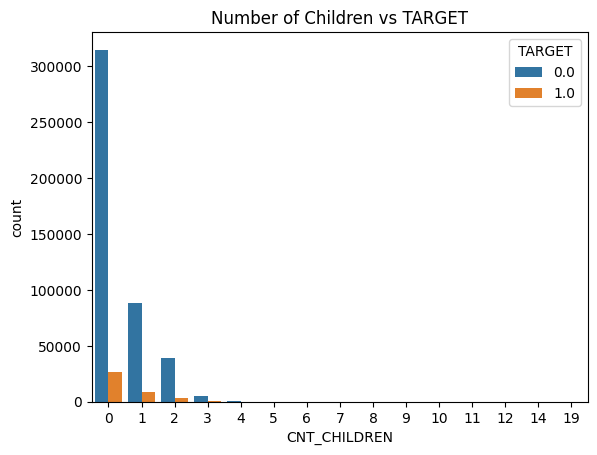 Number of Children vs TARGET
TARGET
0.0
1.0
count
300000
250000
200000
150000
100000
50000
0
0 1 2 3 4 5 6 7 8 9 10 11 12 14 19
CNT_CHILDREN